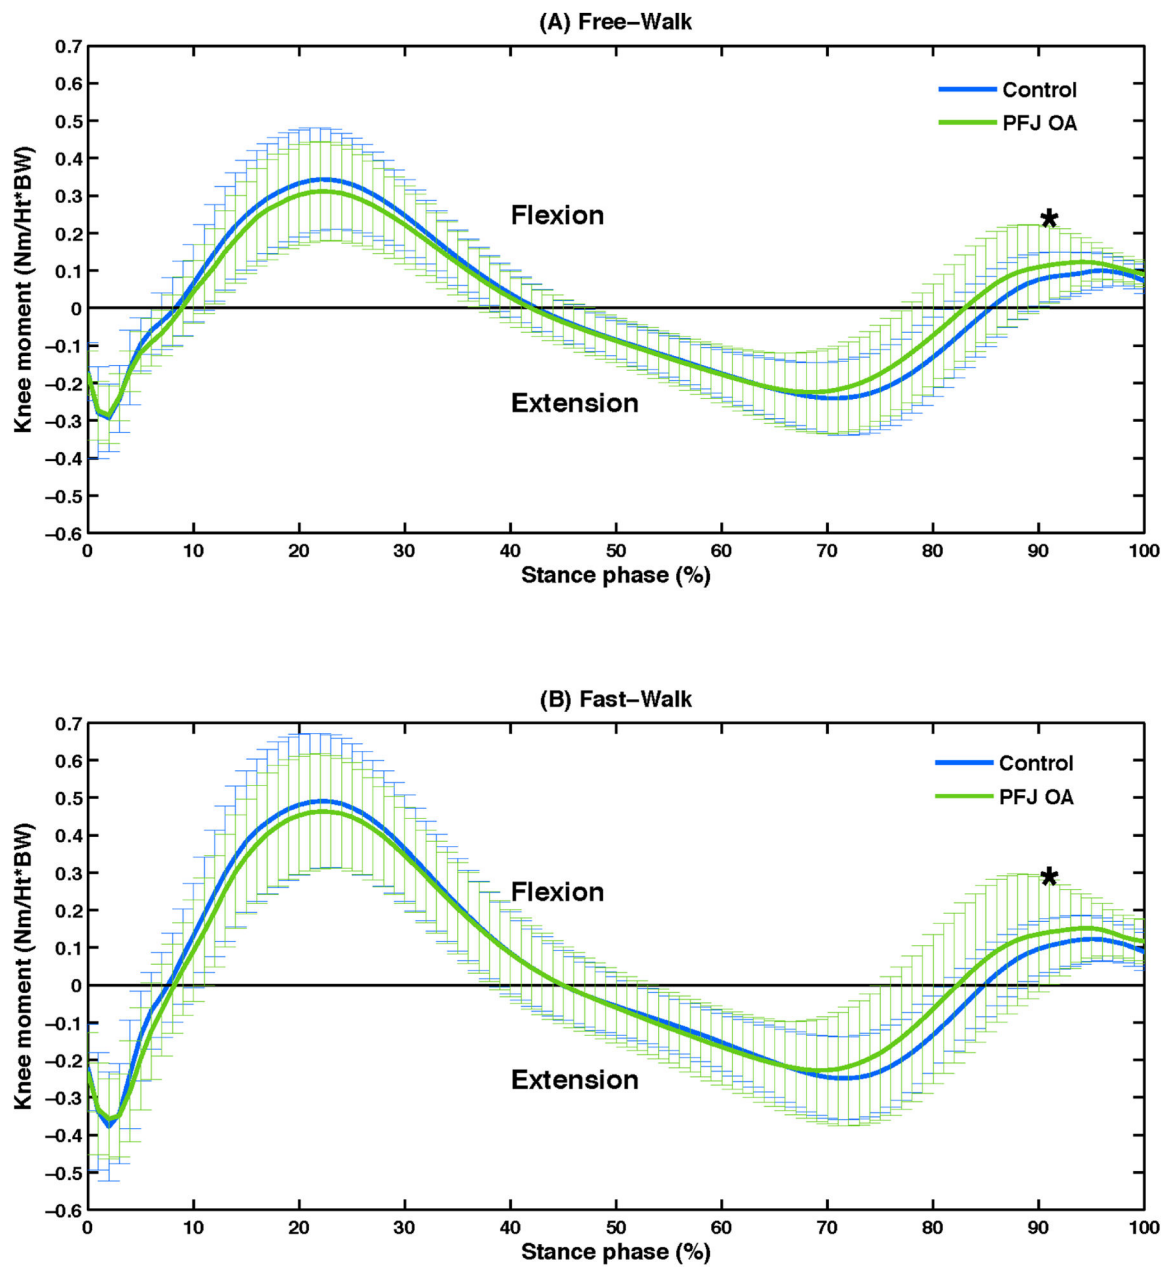 (A) Free−Walk
0.7
0.6
0.5
0.4
0.3
0.2
0.1
0
−0.1
−0.2
−0.3
−0.4
−0.5
−0.6
Knee moment (Nm/Ht*BW)
Control
PFJ OA
Flexion
*
Extension
0 10 20 30 40 50 60 70 80 90 100
Stance phase (%)
(B) Fast−Walk
0.7
0.6
0.5
0.4
0.3
0.2
0.1
0
−0.1
−0.2
−0.3
−0.4
−0.5
−0.6
Knee moment (Nm/Ht*BW)
Control
PFJ OA
Flexion
*
Extension
0 10 20 30 40 50 60 70 80 90 100
Stance phase (%)